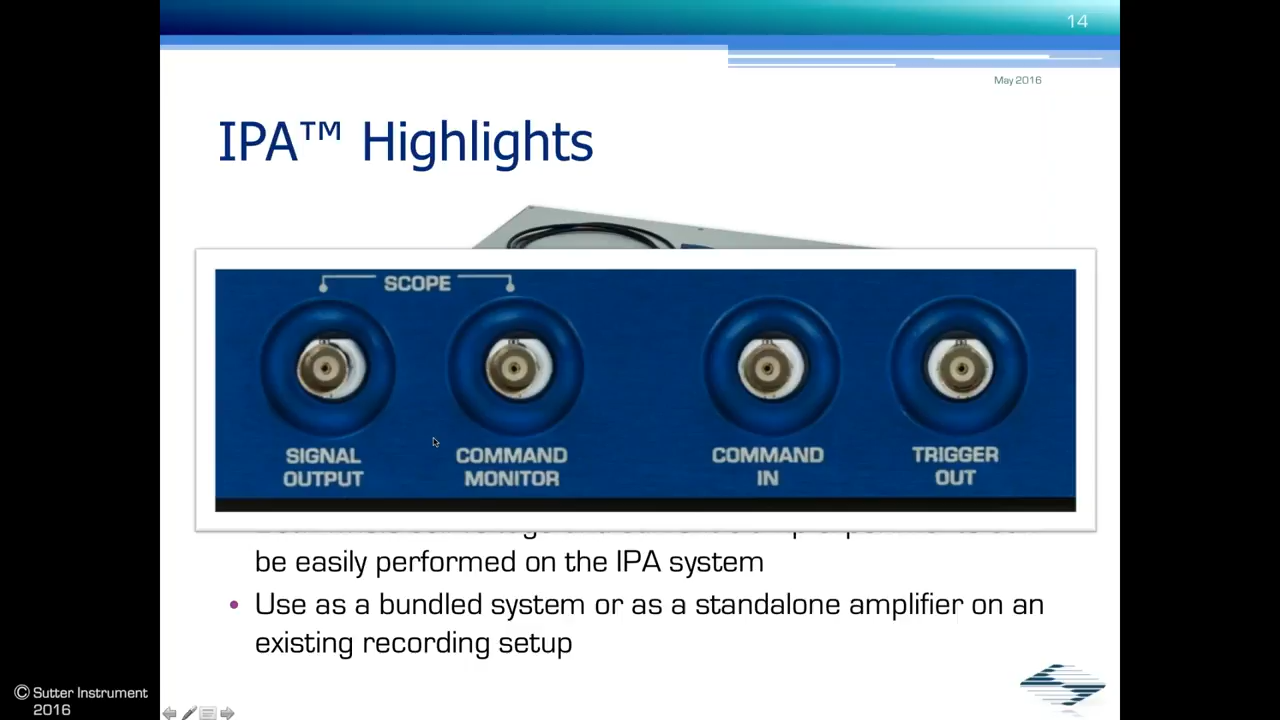 14
May 2016
IPA™ Highlights
SCOPE
SIGNAL
OUTPUT
COMMAND
MONITOR
COMMAND
IN
TRIGGER
OUT
be easily performed on the IPA system
• Use as a bundled system or as a standalone amplifier on an
existing recording setup
© Sutter Instrument
2016